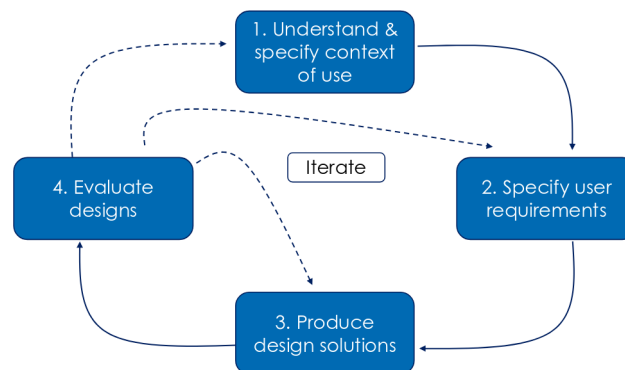 1. Understand &
specify context
of use
Iterate
4. Evaluate
designs
2. Specify user
requirements
3. Produce
design solutions